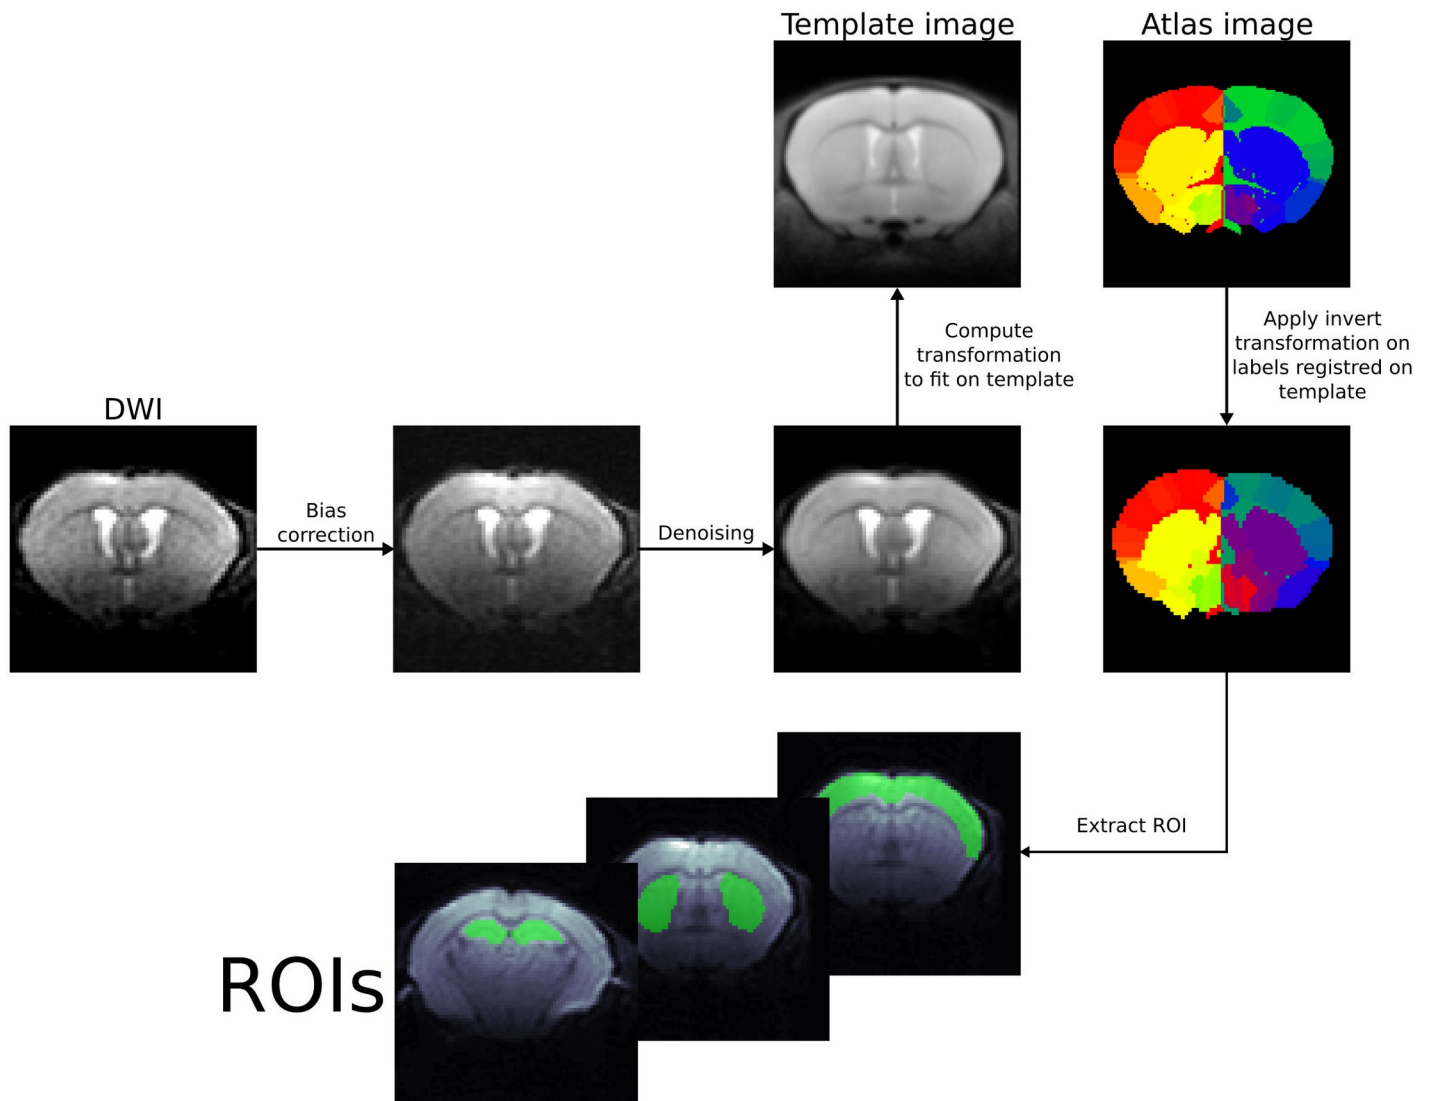 Template image
Atlas image
Compute
transformation
to fit on template
Apply invert
transformation on
labels registred on
template
DWI
Bias
correction
Denoising
Extract ROI
ROIs